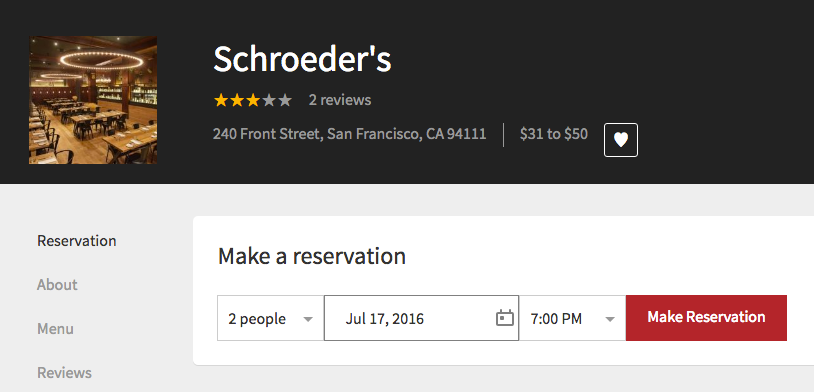 Schroeder's
2 reviews
240 Front Street, San Francisco, CA 94111 $31 to $50
Reservation
About
Menu
Reviews
Make a reservation
2 people Jul 17, 2016 7:00 PM Make Reservation